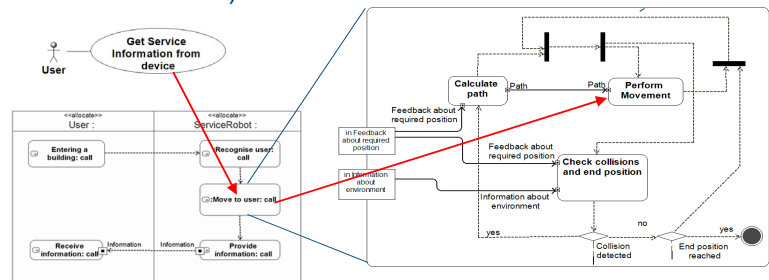 Get Service
Information from
device
User
<<allocate>>
User :
<<allocate>>
ServiceRobot :
Entering a
building: call
Recognise user:
call
:Move to user: call
Receive
information: call
Information
Information
Provide
information: call
Calculate
path
Path
Path
Perform
Movement
Feedback about
required position
in Feedback
about required
position
Feedback about
required position
Check collisions
and end position
in Information
about
environment
Information about
environment
yes
no
yes
Collision
detected
End position
reached